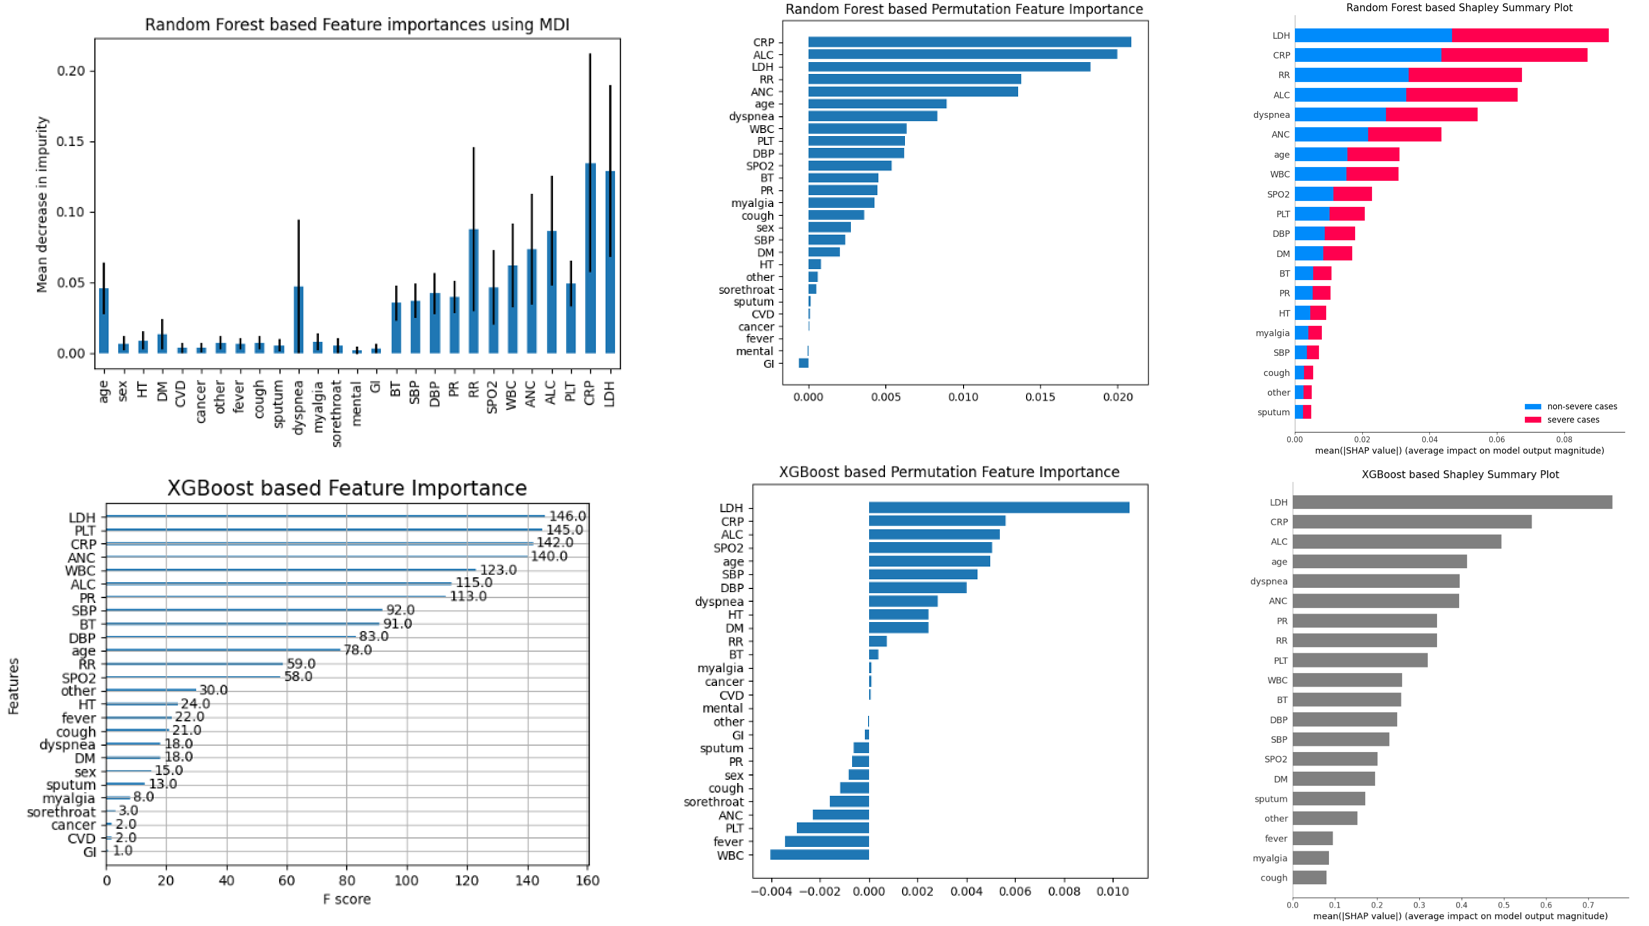 Random Forest based Feature importances using MDI
Mean decrease in impurity
0.20
0.15
0.10
0.05
0.00
age
sex
HT
DM
CVD
cancer
other
fever
cough
sputum
dyspnea
myalgia
sorethroat
mental
GI
BT
SBP
DBP
PR
RR
SPO2
WBC
ANC
ALC
PLT
CRP
LDH
Random Forest based Permutation Feature Importance
CRP
ALC
LDH
RR
ANC
age
dyspnea
WBC
PLT
DBP
SPO2
BT
PR
myalgia
cough
sex
SBP
DM
HT
other
sorethroat
sputum
CVD
cancer
fever
mental
GI
0.000 0.005 0.010 0.015 0.020
Random Forest based Shapley Summary Plot
LDH
CRP
RR
ALC
dyspnea
ANC
age
WBC
SPO2
PLT
DBP
DM
BT
PR
HT
myalgia
SBP
cough
other
sputum
non-severe cases
severe cases
0.00 0.02 0.04 0.06 0.08
mean(|SHAP value|) (average impact on model output magnitude)
XGBoost based Feature Importance
Features
LDH 146.0
PLT 145.0
CRP 142.0
ANC 140.0
WBC 123.0
ALC 115.0
PR 113.0
SBP 92.0
BT 91.0
DBP 83.0
age 78.0
RR 59.0
SPO2 58.0
other 30.0
HT 24.0
fever 22.0
cough 21.0
dyspnea 18.0
DM 18.0
sex 15.0
sputum 13.0
myalgia 8.0
sorethroat 3.0
cancer 2.0
CVD 2.0
GI 1.0
0 20 40 60 80 100 120 140 160
F score
XGBoost based Permutation Feature Importance
LDH
CRP
ALC
SPO2
age
SBP
DBP
dyspnea
HT
DM
RR
BT
myalgia
cancer
CVD
mental
other
GI
sputum
PR
sex
cough
sorethroat
ANC
PLT
fever
WBC
−0.004 −0.002 0.000 0.002 0.004 0.006 0.008 0.010
XGBoost based Shapley Summary Plot
LDH
CRP
ALC
age
dyspnea
ANC
PR
RR
PLT
WBC
BT
DBP
SBP
SPO2
DM
sputum
other
fever
myalgia
cough
0.0 0.1 0.2 0.3 0.4 0.5 0.6 0.7
mean(|SHAP value|) (average impact on model output magnitude)